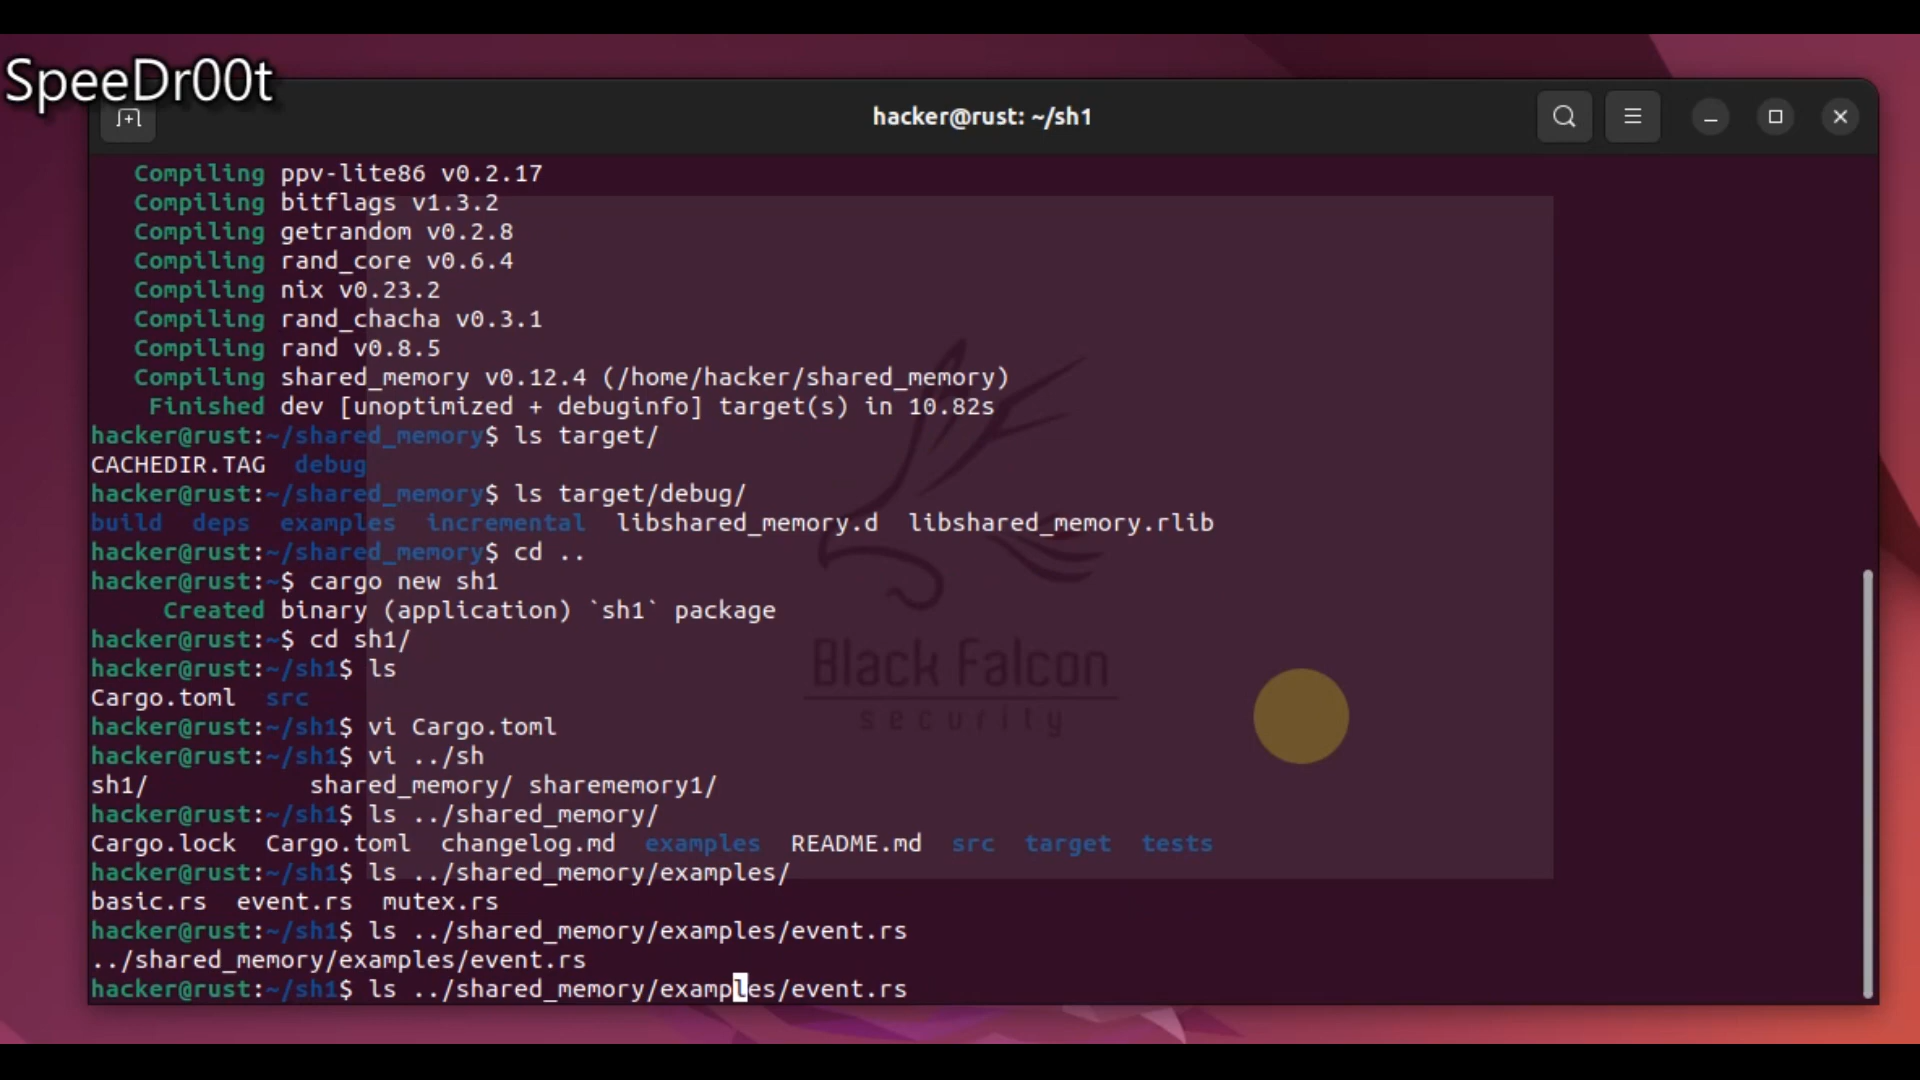 SpeeDr00t
hacker@rust: ~/sh1
Compiling ppv-lite86 v0.2.17
Compiling bitflags v1.3.2
Compiling getrandom v0.2.8
Compiling rand_core v0.6.4
Compiling nix v0.23.2
Compiling rand_chacha v0.3.1
Compiling rand v0.8.5
Compiling shared_memory v0.12.4 (/home/hacker/shared_memory)
Finished dev [unoptimized + debuginfo] target(s) in 10.82s
hacker@rust:~/shared_memory$ ls target/
CACHEDIR.TAG  debug
hacker@rust:~/shared_memory$ ls target/debug/
build  deps  examples  incremental  libshared_memory.d  libshared_memory.rlib
hacker@rust:~/shared_memory$ cd ..
hacker@rust:~$ cargo new sh1
Created binary (application) `sh1` package
hacker@rust:~$ cd sh1/
hacker@rust:~/sh1$ ls
Cargo.toml  src
hacker@rust:~/sh1$ vi Cargo.toml
hacker@rust:~/sh1$ vi ../sh
sh1/           shared_memory/ sharememory1/
hacker@rust:~/sh1$ ls ../shared_memory/
Cargo.lock  Cargo.toml  changelog.md  examples  README.md  src  target  tests
hacker@rust:~/sh1$ ls ../shared_memory/examples/
basic.rs  event.rs  mutex.rs
hacker@rust:~/sh1$ ls ../shared_memory/examples/event.rs
../shared_memory/examples/event.rs
hacker@rust:~/sh1$ ls ../shared_memory/examples/event.rs
Black Falcon
security